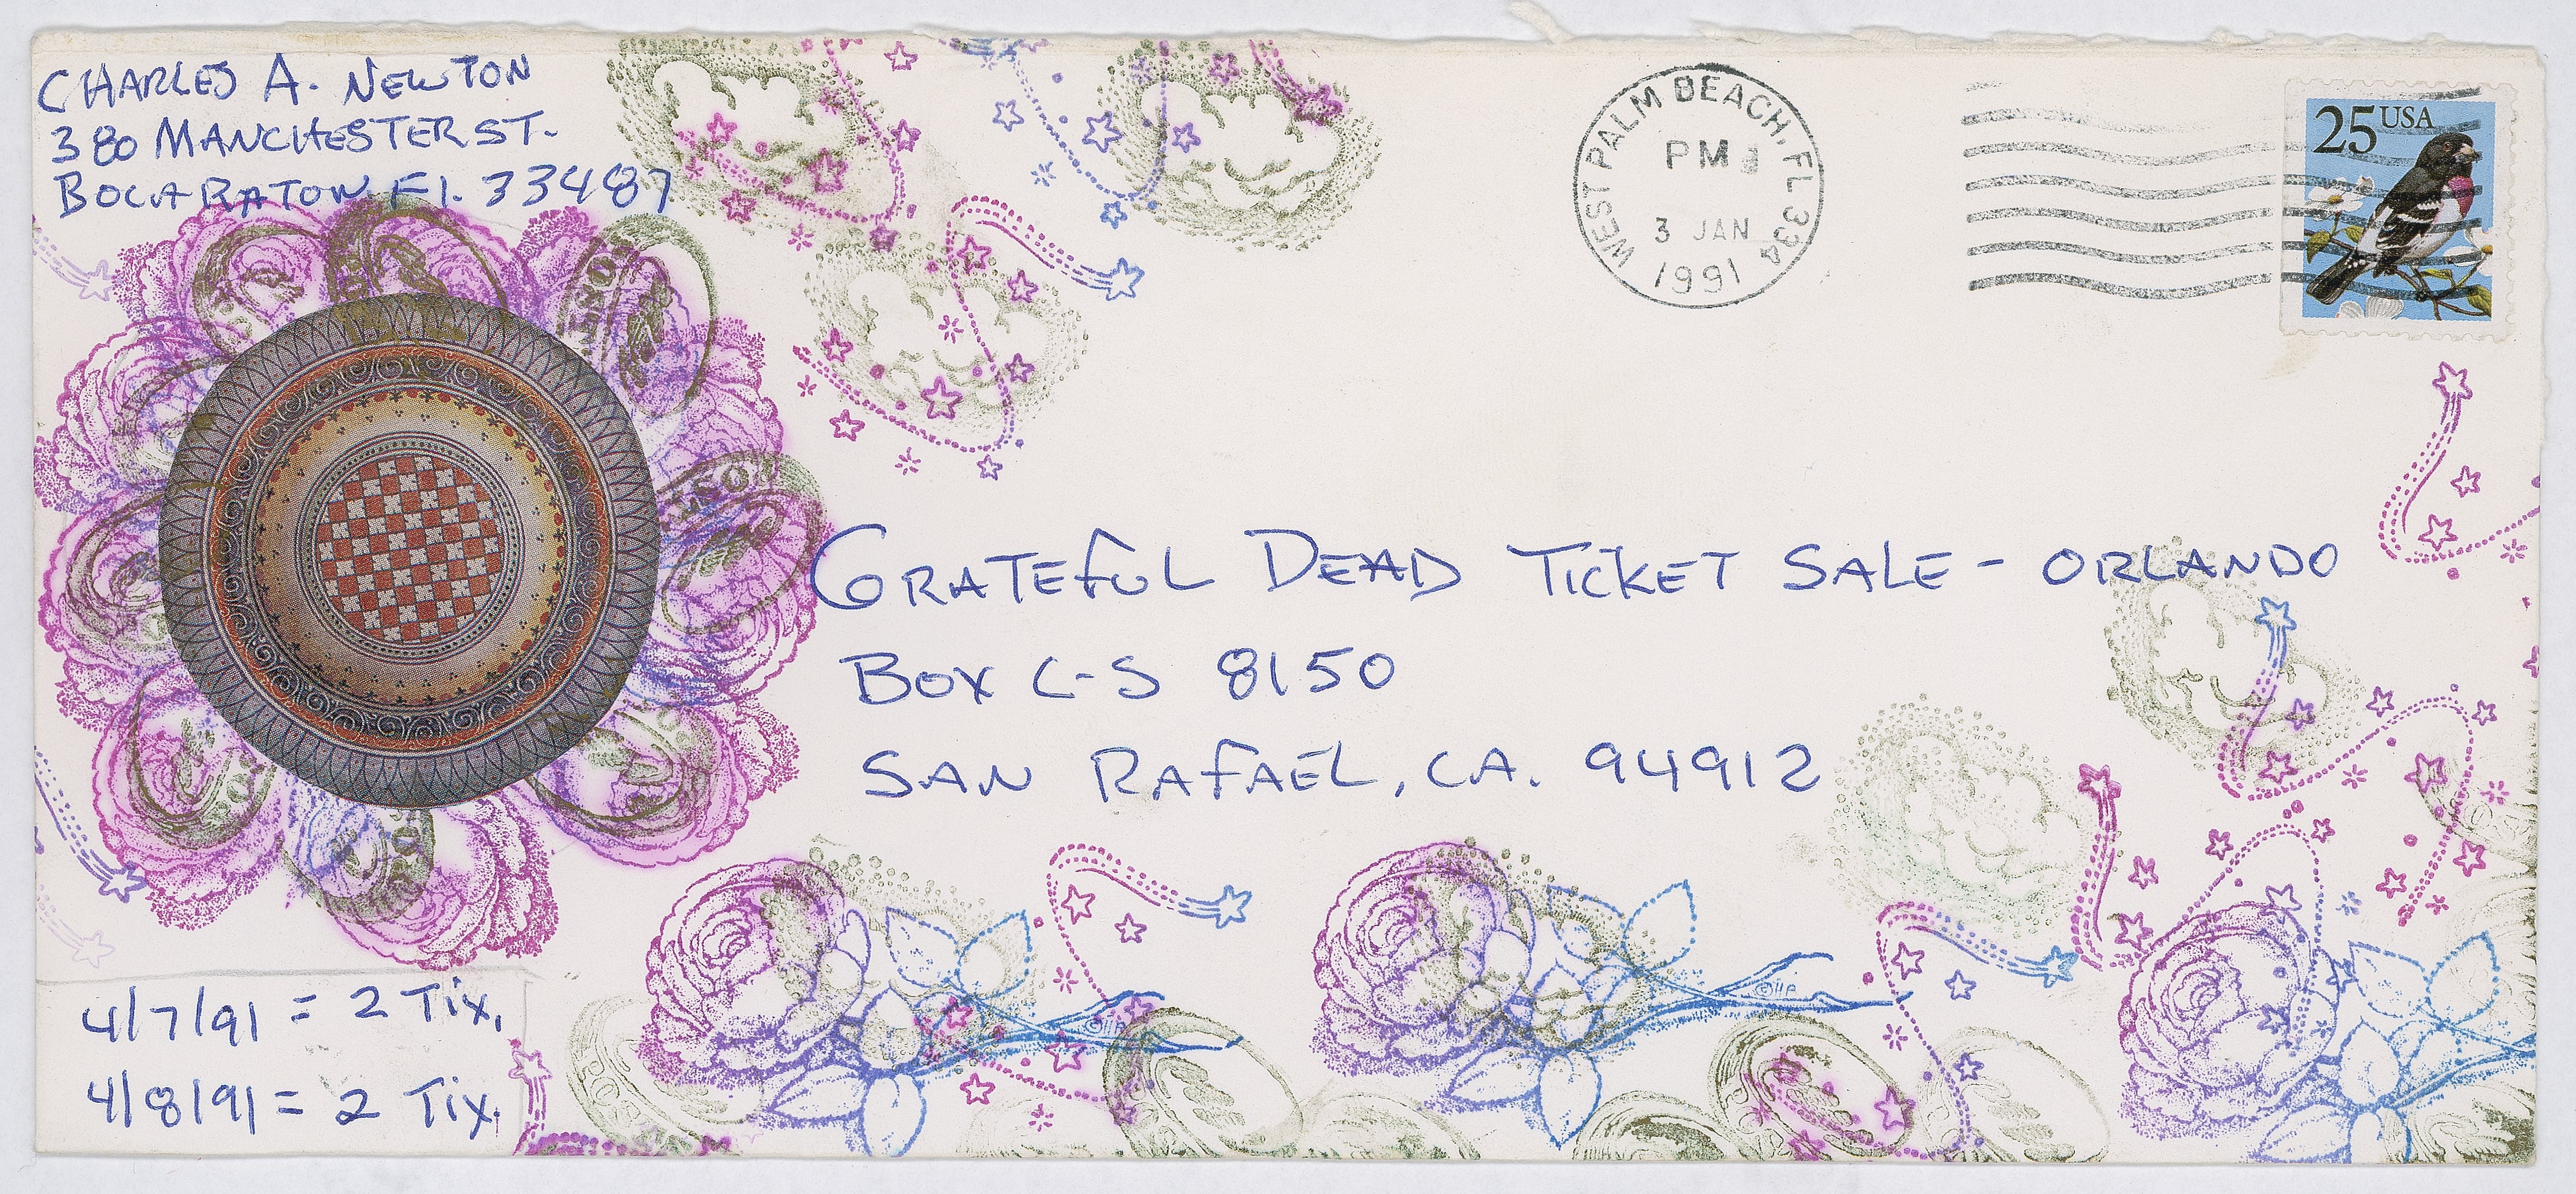 CHARLES A. NEWTON
380 MANCHESTER ST.
BOCA RATON Fl. 33487
WEST PALM BEACH, FL 334
PM
3 JAN
1991
25 USA
GRATEFUL DEAD TICKET SALE - ORLANDO
BOX C-S 8150
SAN RAFAEL, CA. 94912
4/7/91 = 2 Tix.
4/8/91 = 2 Tix.